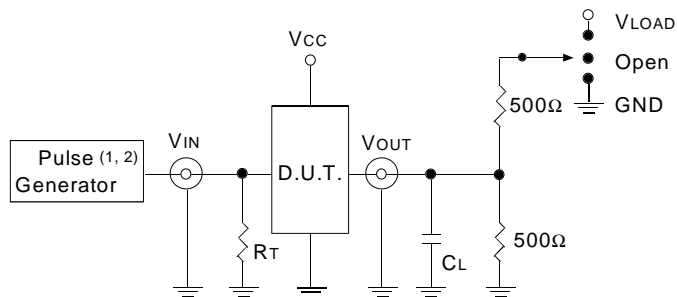 VLOAD
VCC
Open
500Ω
GND
VIN
VOUT
Pulse (1, 2)
Generator
D.U.T.
RT
CL
500Ω